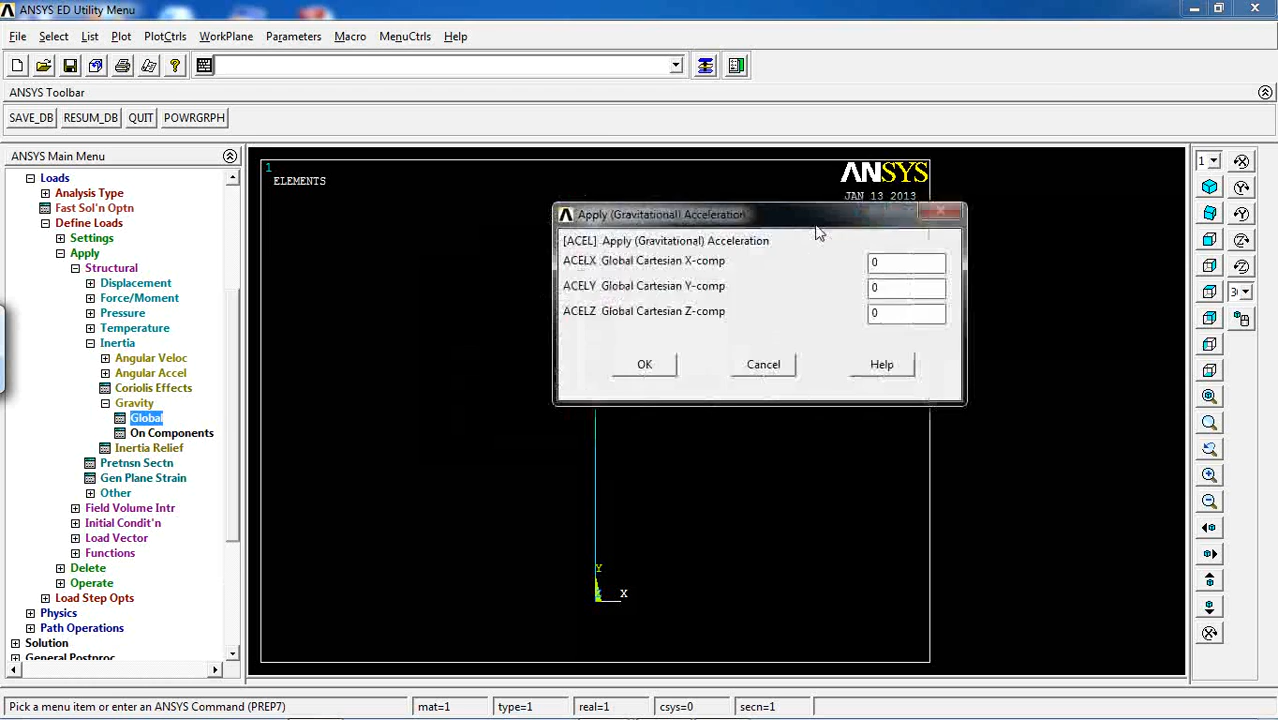 ANSYS ED Utility Menu
File Select List Plot PlotCtrls WorkPlane Parameters Macro MenuCtrls Help
ANSYS Toolbar
SAVE_DB RESUM_DB QUIT POWRGRPH
ANSYS Main Menu
Loads
Analysis Type
Fast Sol'n Optn
Define Loads
Settings
Apply
Structural
Displacement
Force/Moment
Pressure
Temperature
Inertia
Angular Veloc
Angular Accel
Coriolis Effects
Gravity
Global
On Components
Inertia Relief
Pretnsn Sectn
Gen Plane Strain
Other
Field Volume Intr
Initial Condit'n
Load Vector
Functions
Delete
Operate
Load Step Opts
Physics
Path Operations
Solution
General Postproc
1
ELEMENTS
ANSYS
JAN 13 2013
Apply (Gravitational) Acceleration
[ACEL] Apply (Gravitational) Acceleration
ACELX Global Cartesian X-comp 0
ACELY Global Cartesian Y-comp 0
ACELZ Global Cartesian Z-comp 0
OK Cancel Help
Y
X
1
Pick a menu item or enter an ANSYS Command (PREP7) mat=1 type=1 real=1 csys=0 secn=1